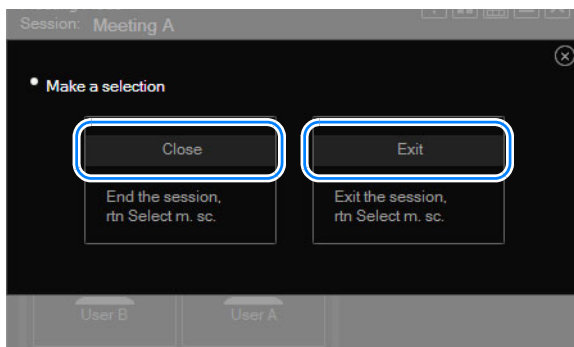 Session: Meeting A
Make a selection
Close
Exit
End the session,
rtn Select m. sc.
Exit the session,
rtn Select m. sc.
User B
User A